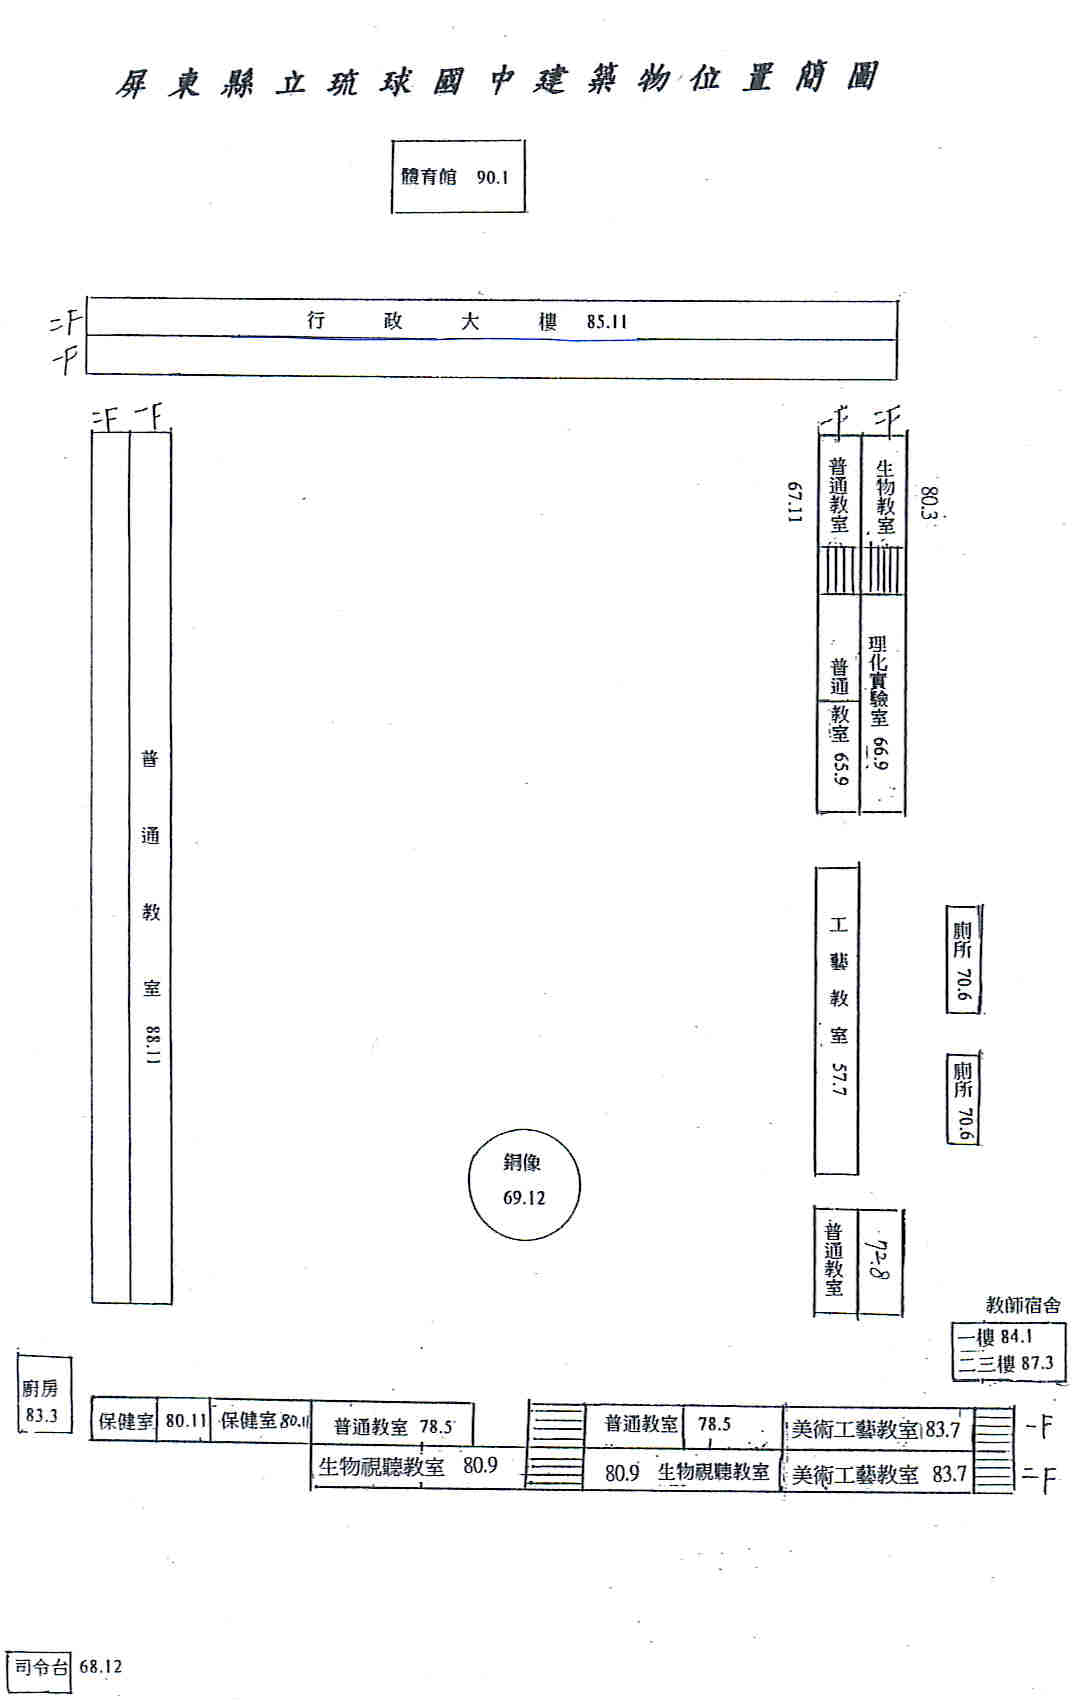 屏東縣立琉球國中建築物位置簡圖
體育館 90.1
二F
行政大樓 85.11
一F
二F 一F
一F 二F
普通教室
67.11
生物教室
80.3
普通教室 65.9
理化實驗室 66.9
普通教室 88.11
工藝教室 57.7
廁所 70.6
廁所 70.6
銅像
69.12
普通教室
72.8
教師宿舍
一樓 84.1
二三樓 87.3
廚房
83.3
保健室 80.11 保健室 80.11 普通教室 78.5 普通教室 78.5 美術工藝教室 83.7 一F
生物視聽教室 80.9 80.9 生物視聽教室 美術工藝教室 83.7 二F
司令台 68.12